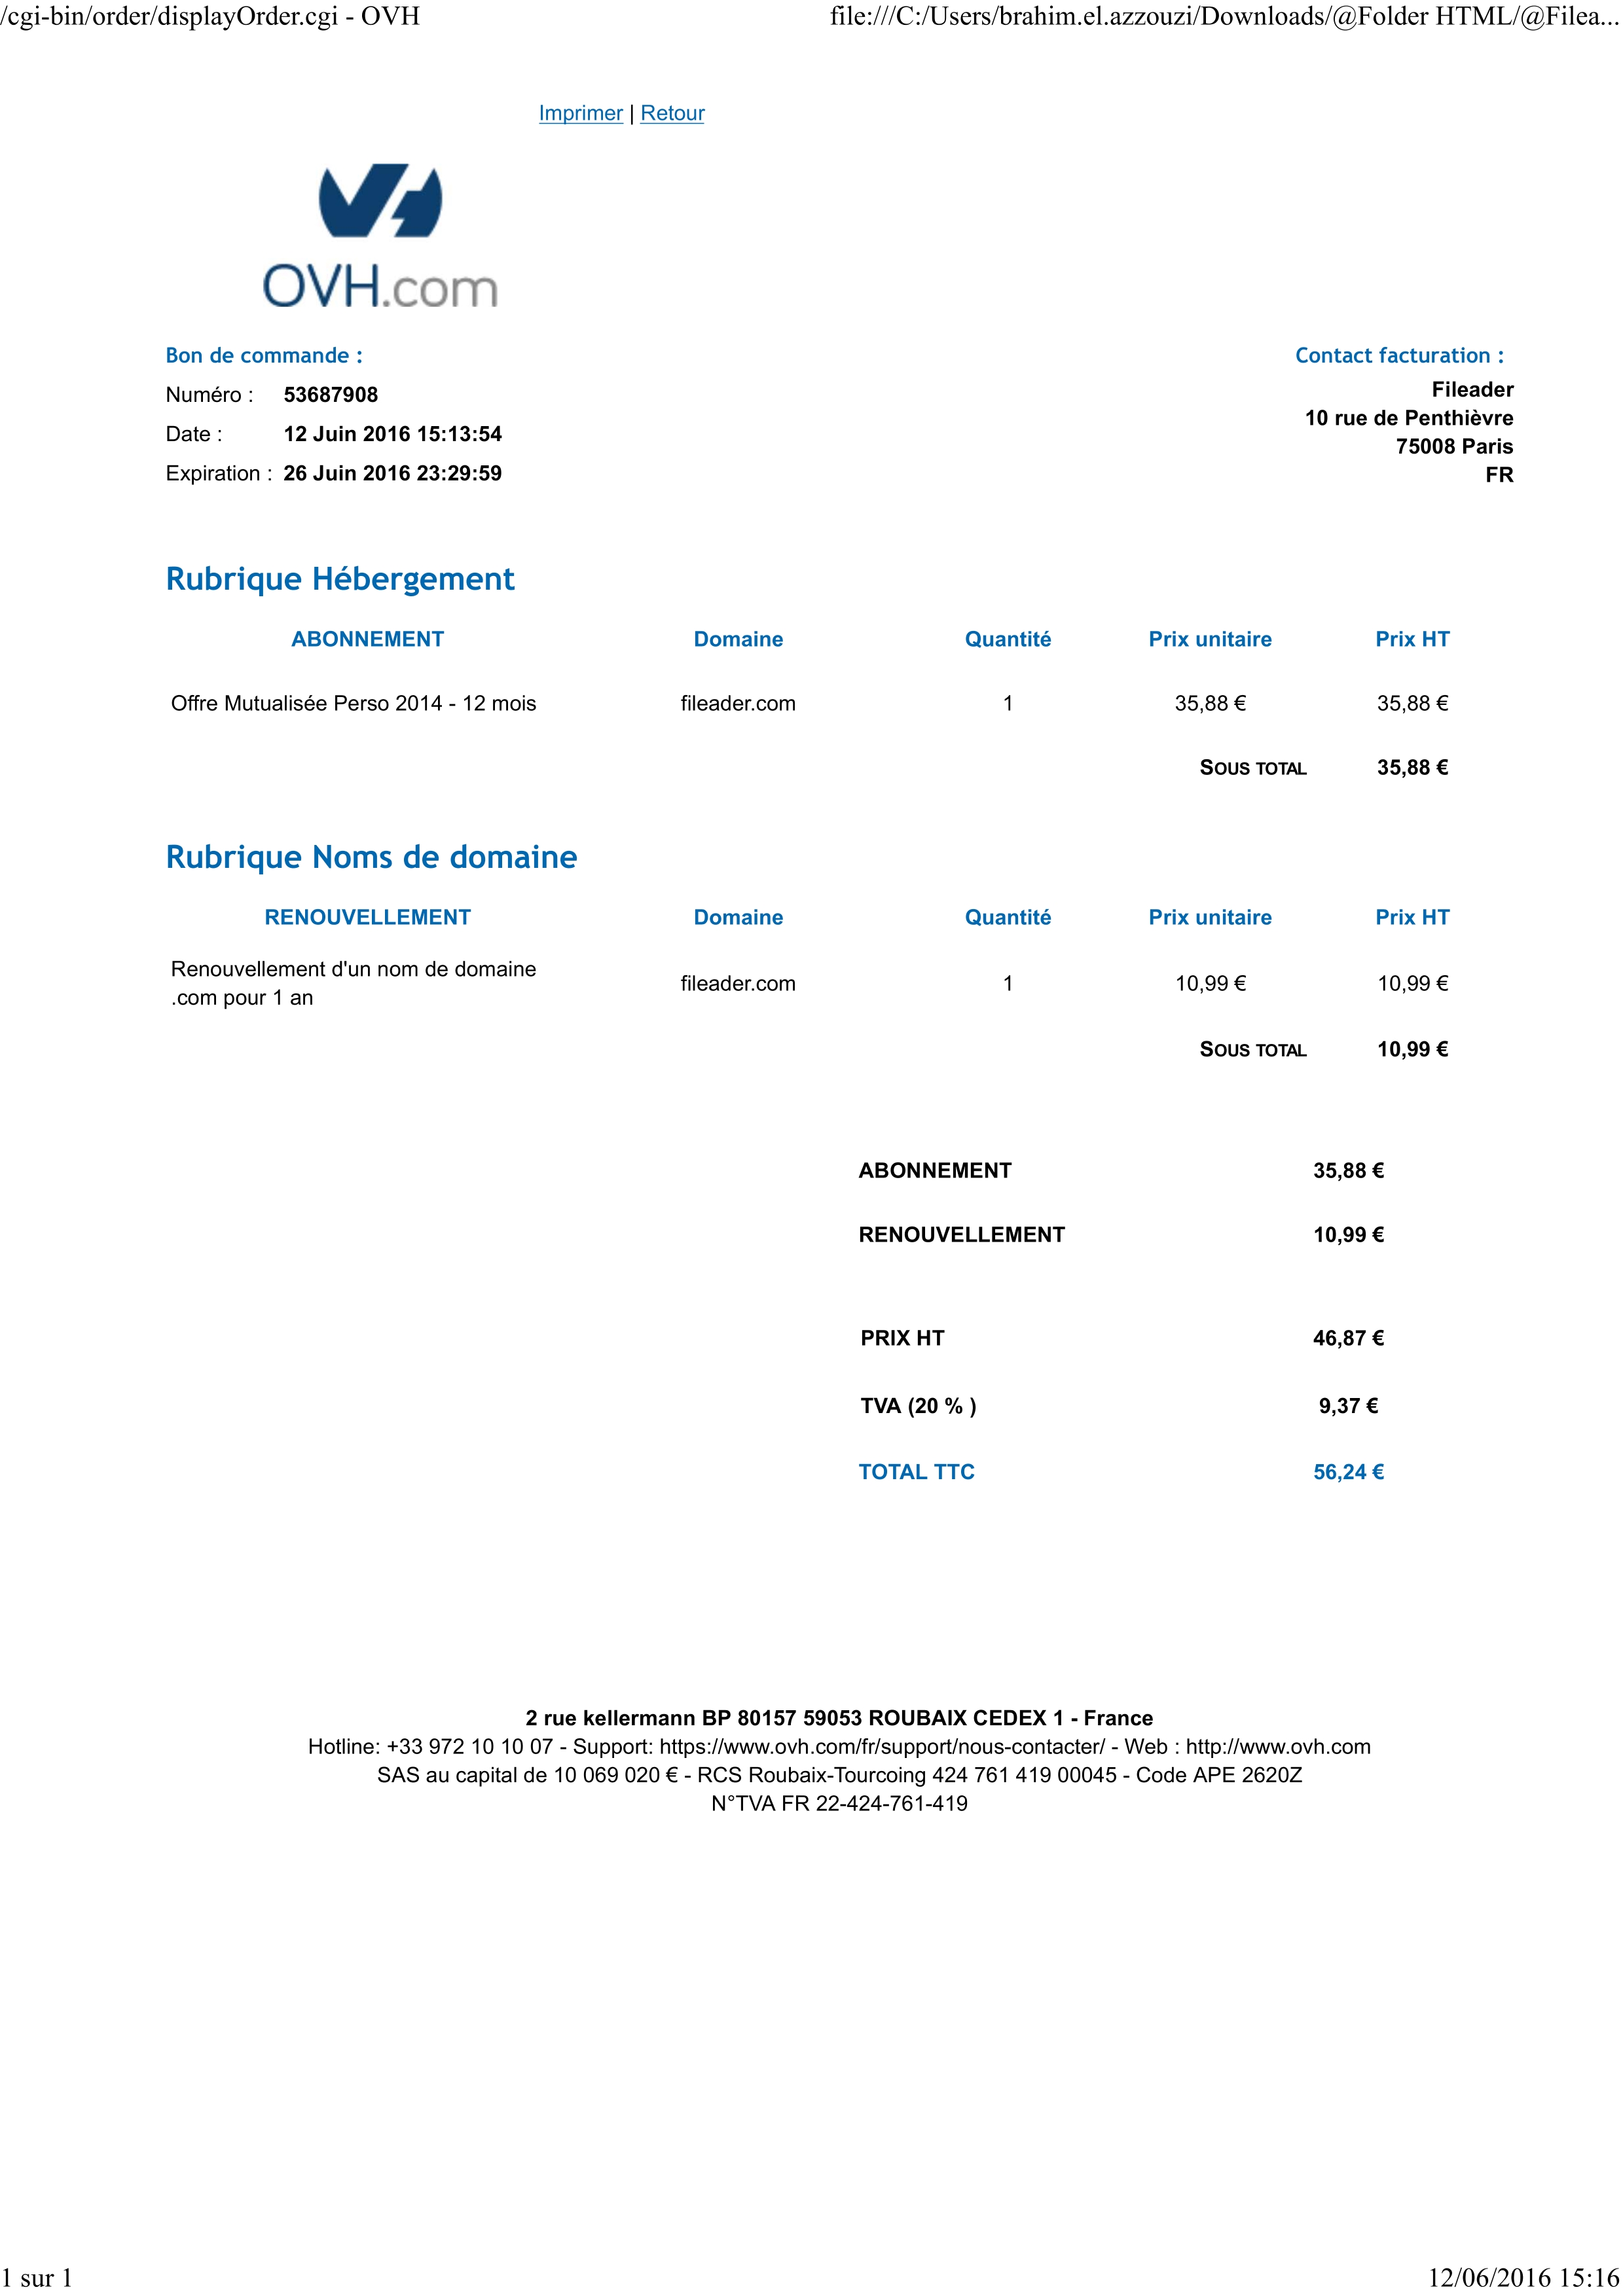 /cgi-bin/order/displayOrder.cgi - OVH file:///C:/Users/brahim.el.azzouzi/Downloads/@Folder HTML/@Filea...
Imprimer | Retour
OVH.com
Bon de commande :
Numéro : 53687908
Date : 12 Juin 2016 15:13:54
Expiration : 26 Juin 2016 23:29:59
Contact facturation :
Fileader
10 rue de Penthièvre
75008 Paris
FR
Rubrique Hébergement
ABONNEMENT Domaine Quantité Prix unitaire Prix HT
Offre Mutualisée Perso 2014 - 12 mois fileader.com 1 35,88 € 35,88 €
SOUS TOTAL 35,88 €
Rubrique Noms de domaine
RENOUVELLEMENT Domaine Quantité Prix unitaire Prix HT
Renouvellement d'un nom de domaine
.com pour 1 an fileader.com 1 10,99 € 10,99 €
SOUS TOTAL 10,99 €
ABONNEMENT 35,88 €
RENOUVELLEMENT 10,99 €
PRIX HT 46,87 €
TVA (20 % ) 9,37 €
TOTAL TTC 56,24 €
2 rue kellermann BP 80157 59053 ROUBAIX CEDEX 1 - France
Hotline: +33 972 10 10 07 - Support: https://www.ovh.com/fr/support/nous-contacter/ - Web : http://www.ovh.com
SAS au capital de 10 069 020 € - RCS Roubaix-Tourcoing 424 761 419 00045 - Code APE 2620Z
N°TVA FR 22-424-761-419
1 sur 1 12/06/2016 15:16